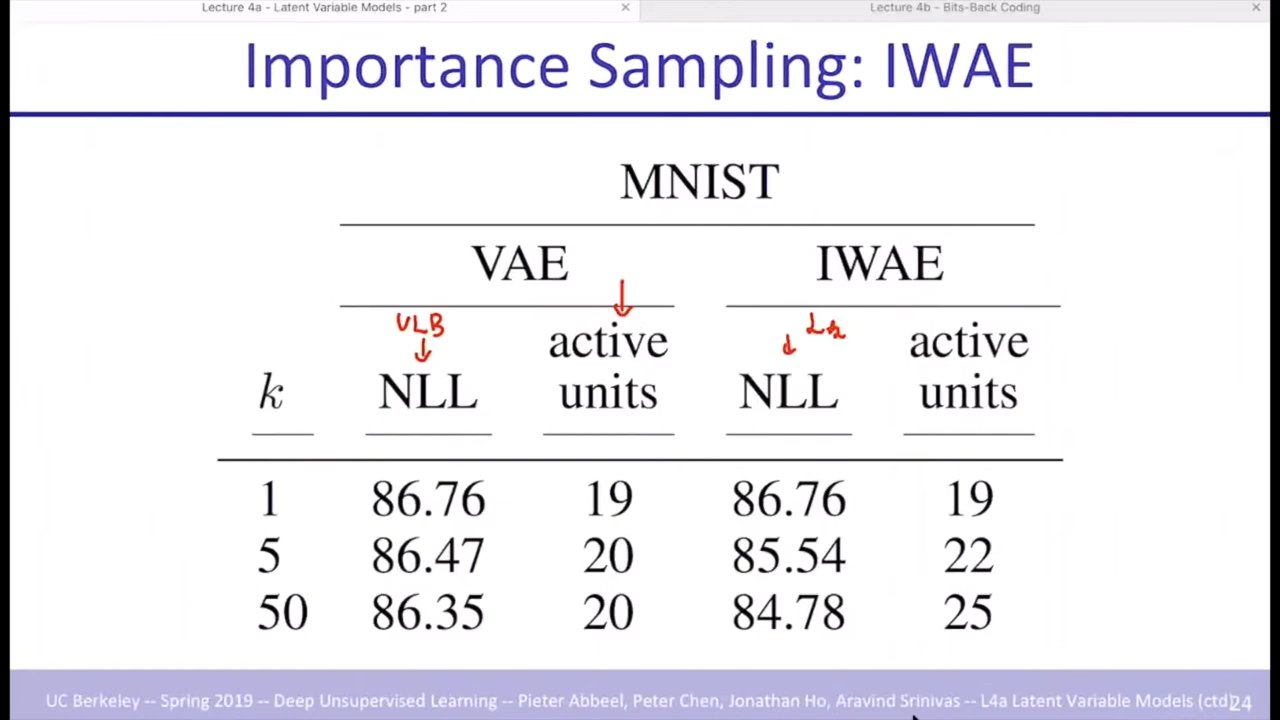 Lecture 4a - Latent Variable Models - part 2 × Lecture 4b - Bits-Back Coding ×
Importance Sampling: IWAE
MNIST
VAE IWAE
VLB
active active
k NLL units NLL units
1 86.76 19 86.76 19
5 86.47 20 85.54 22
50 86.35 20 84.78 25
UC Berkeley -- Spring 2019 -- Deep Unsupervised Learning -- Pieter Abbeel, Peter Chen, Jonathan Ho, Aravind Srinivas -- L4a Latent Variable Models (ctd) 24